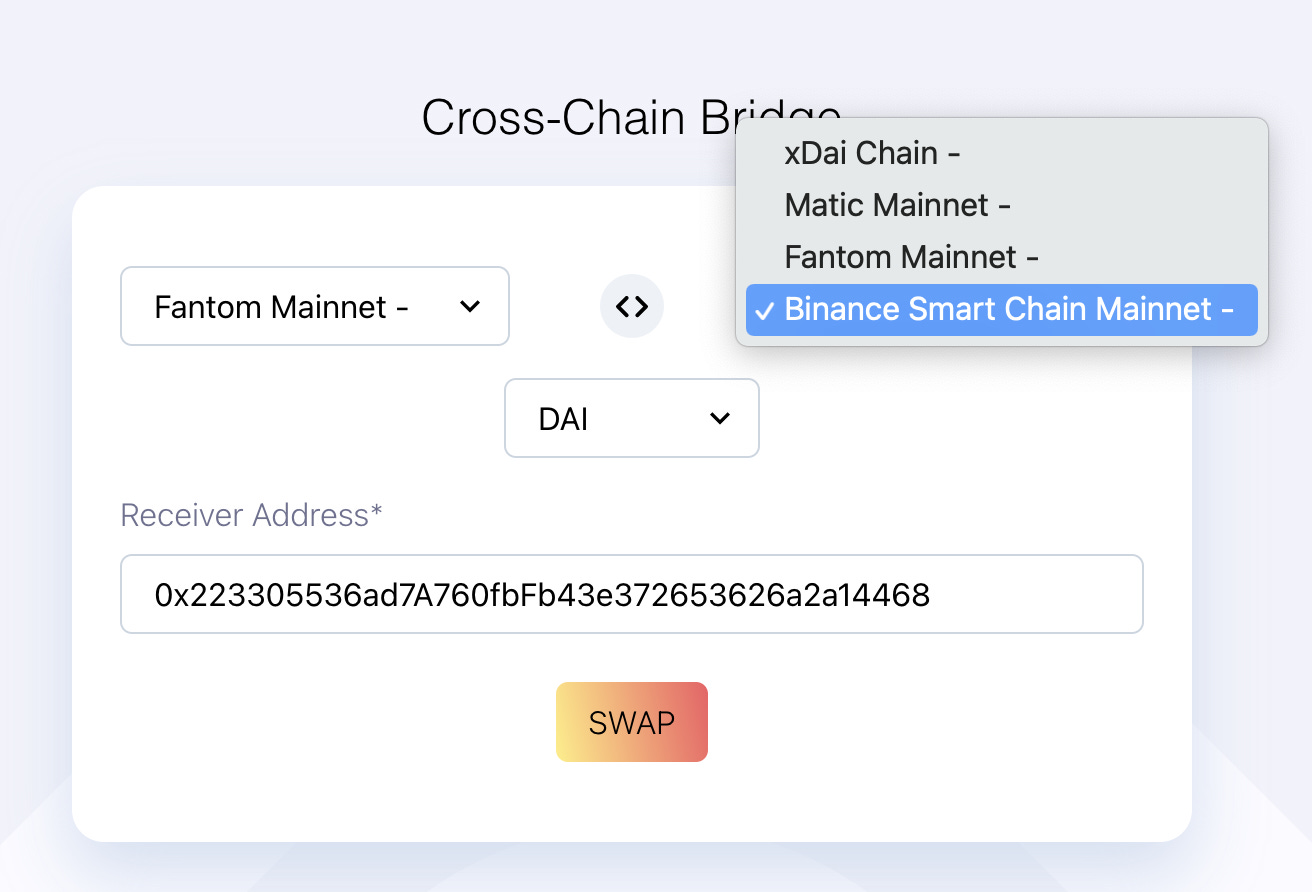 Cross-Chain Bridge
xDai Chain -
Matic Mainnet -
Fantom Mainnet -
✓ Binance Smart Chain Mainnet -
Fantom Mainnet -
<>
DAI
Receiver Address*
0x223305536ad7A760fbFb43e372653626a2a14468
SWAP